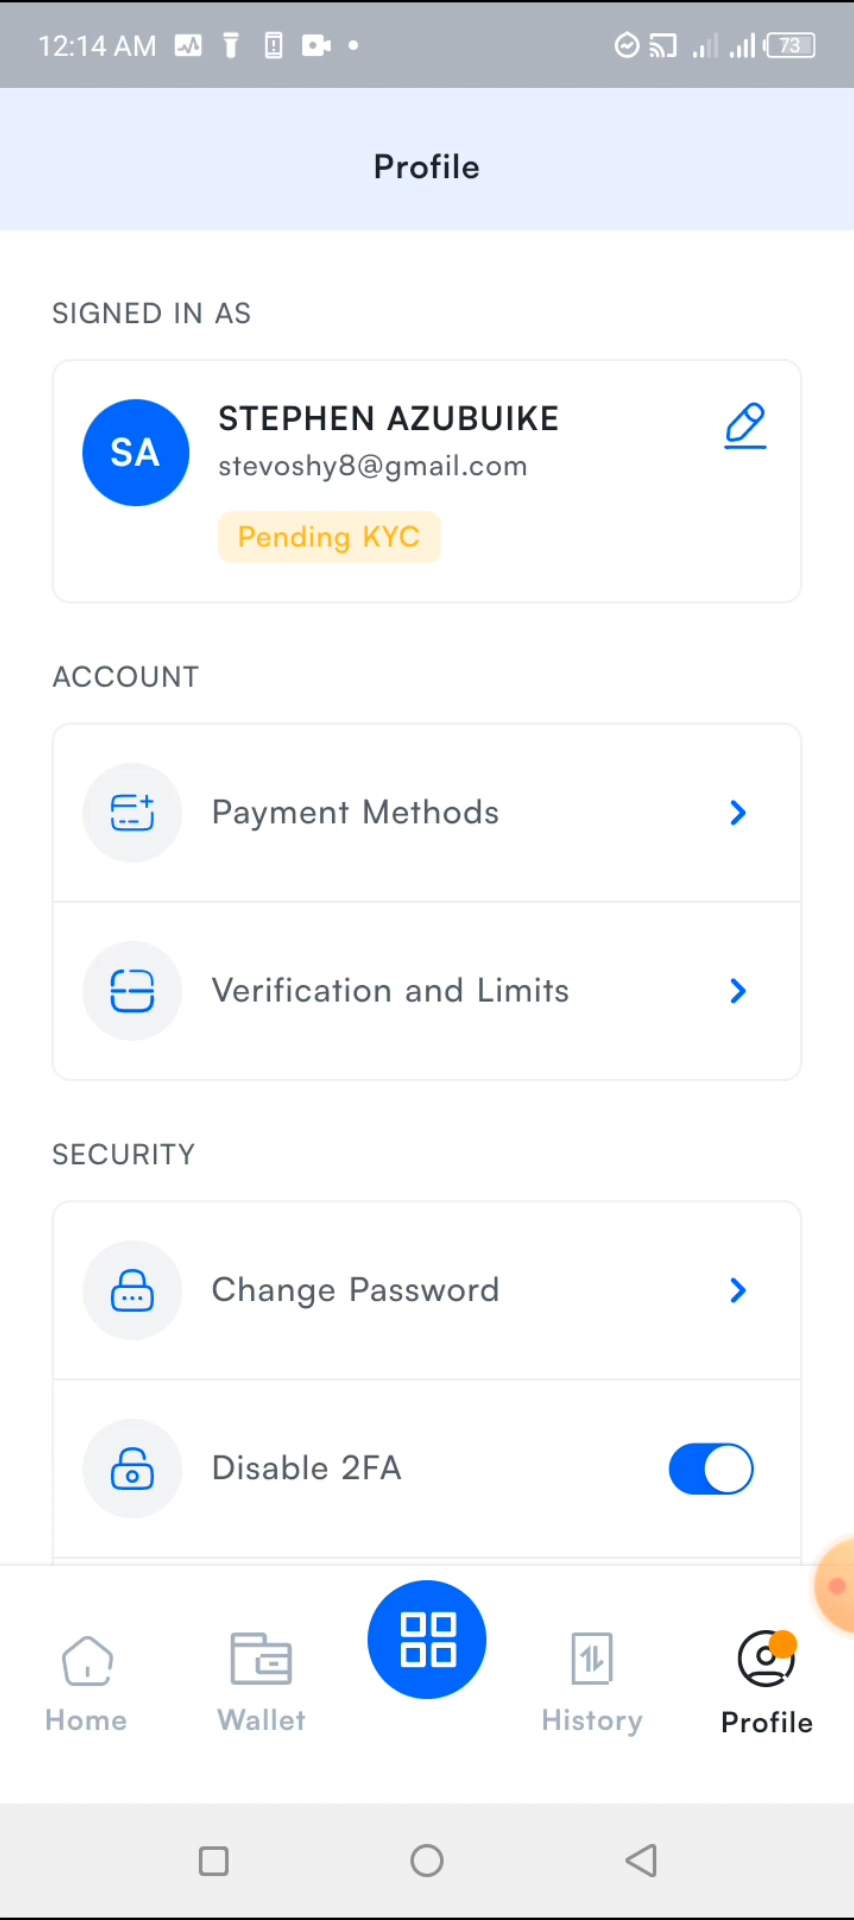 12:14 AM
73
Profile
SIGNED IN AS
SA
STEPHEN AZUBUIKE
stevoshy8@gmail.com
Pending KYC
ACCOUNT
Payment Methods
Verification and Limits
SECURITY
Change Password
Disable 2FA
Home
Wallet
History
Profile